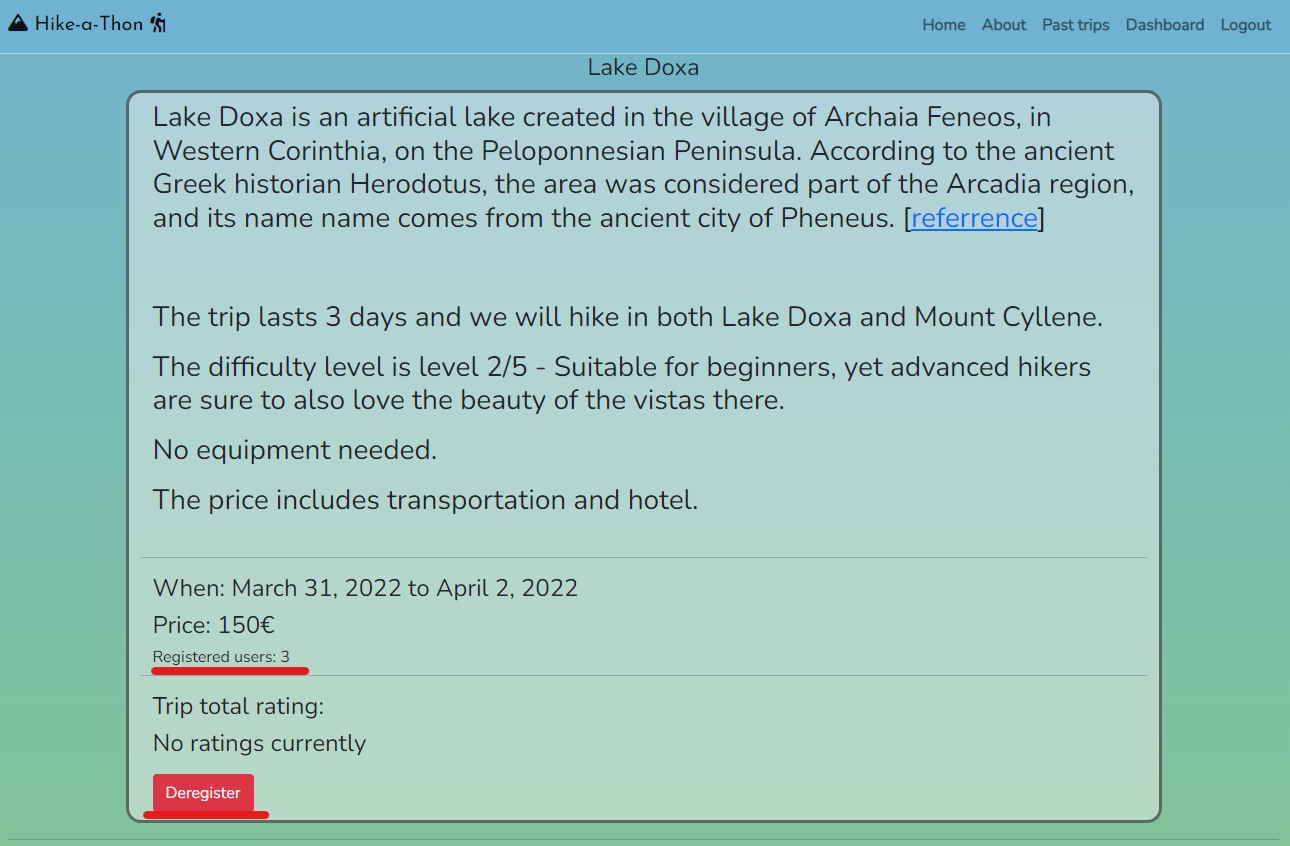 Hike-a-Thon
Home About Past trips Dashboard Logout
Lake Doxa
Lake Doxa is an artificial lake created in the village of Archaia Feneos, in
Western Corinthia, on the Peloponnesian Peninsula. According to the ancient
Greek historian Herodotus, the area was considered part of the Arcadia region,
and its name name comes from the ancient city of Pheneus. [referrence]
The trip lasts 3 days and we will hike in both Lake Doxa and Mount Cyllene.
The difficulty level is level 2/5 - Suitable for beginners, yet advanced hikers
are sure to also love the beauty of the vistas there.
No equipment needed.
The price includes transportation and hotel.
When: March 31, 2022 to April 2, 2022
Price: 150€
Registered users: 3
Trip total rating:
No ratings currently
Deregister